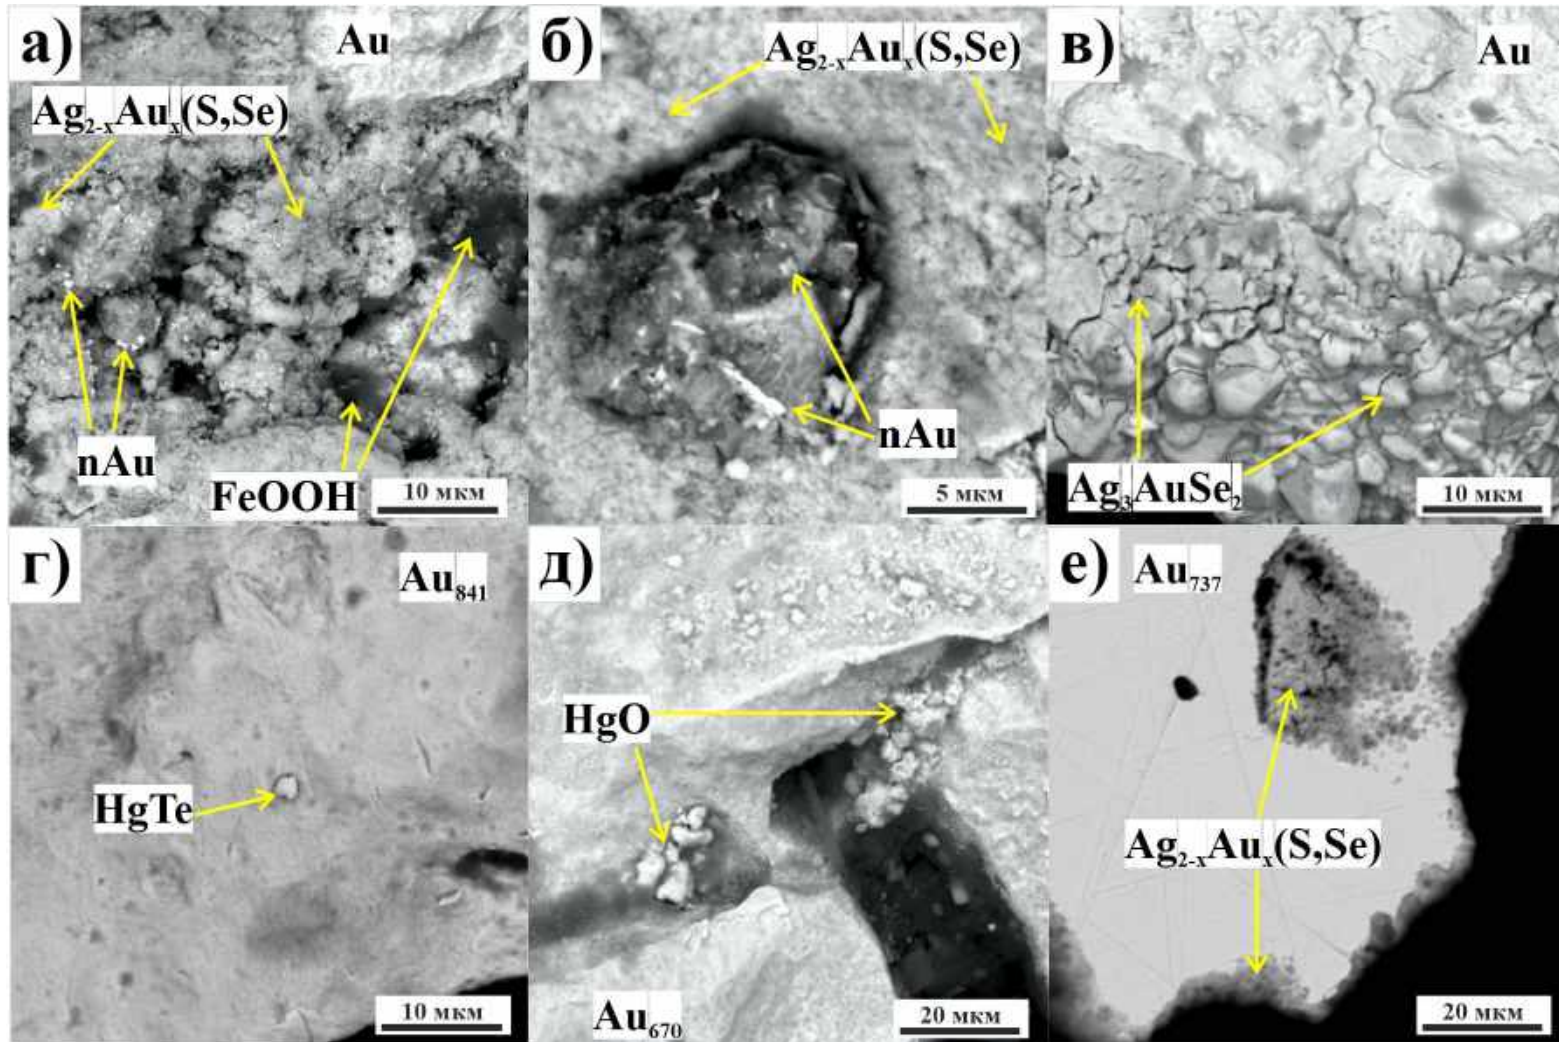 а)
Au
Ag₂₋ₓAuₓ(S,Se)
nAu
FeOOH
10 мкм
б)
Ag₂₋ₓAuₓ(S,Se)
nAu
5 мкм
в)
Au
Ag₃AuSe₂
10 мкм
г)
Au₈₄₁
HgTe
10 мкм
д)
HgO
Au₆₇₀
20 мкм
е)
Au₇₃₇
Ag₂₋ₓAuₓ(S,Se)
20 мкм